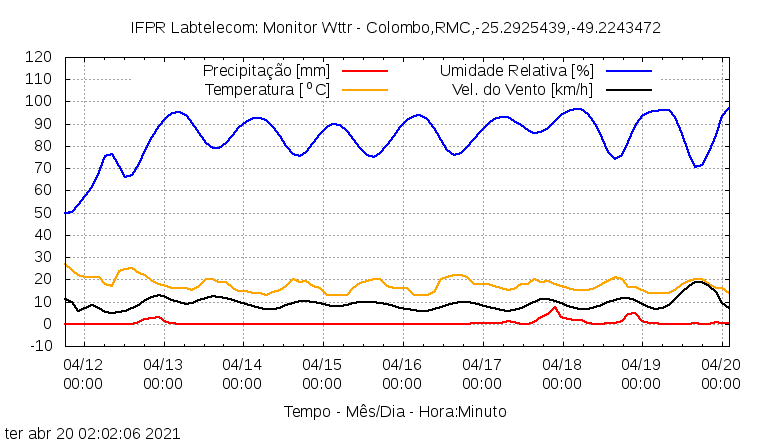 IFPR Labtelecom: Monitor Wttr - Colombo,RMC,-25.2925439,-49.2243472
120
110
100
90
80
70
60
50
40
30
20
10
0
-10
Precipitação [mm]
Temperatura [ ⁰C]
Umidade Relativa [%]
Vel. do Vento [km/h]
04/12 04/13 04/14 04/15 04/16 04/17 04/18 04/19 04/20
00:00 00:00 00:00 00:00 00:00 00:00 00:00 00:00 00:00
Tempo - Mês/Dia - Hora:Minuto
ter abr 20 02:02:06 2021